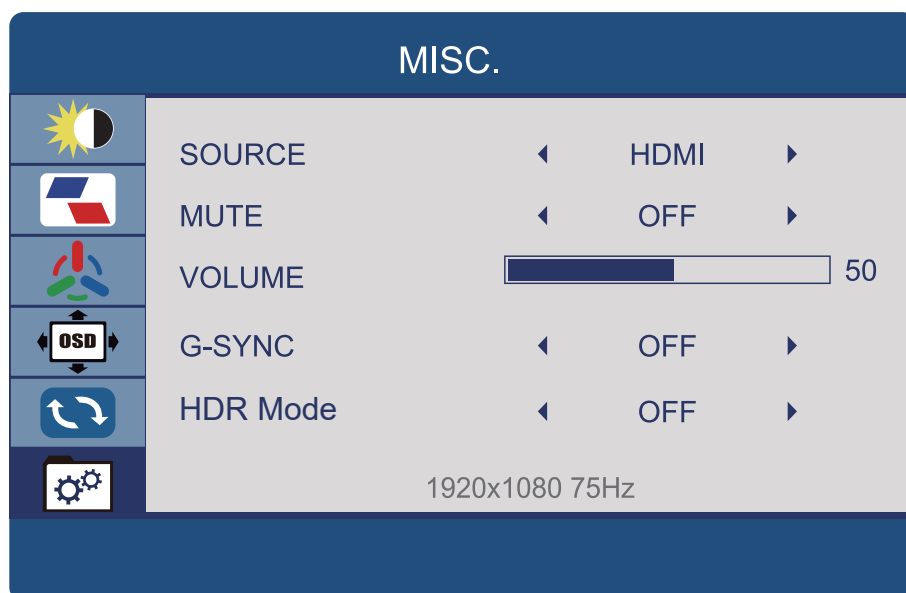 MISC.
SOURCE HDMI
MUTE OFF
VOLUME 50
OSD
G-SYNC OFF
HDR Mode OFF
1920x1080 75Hz